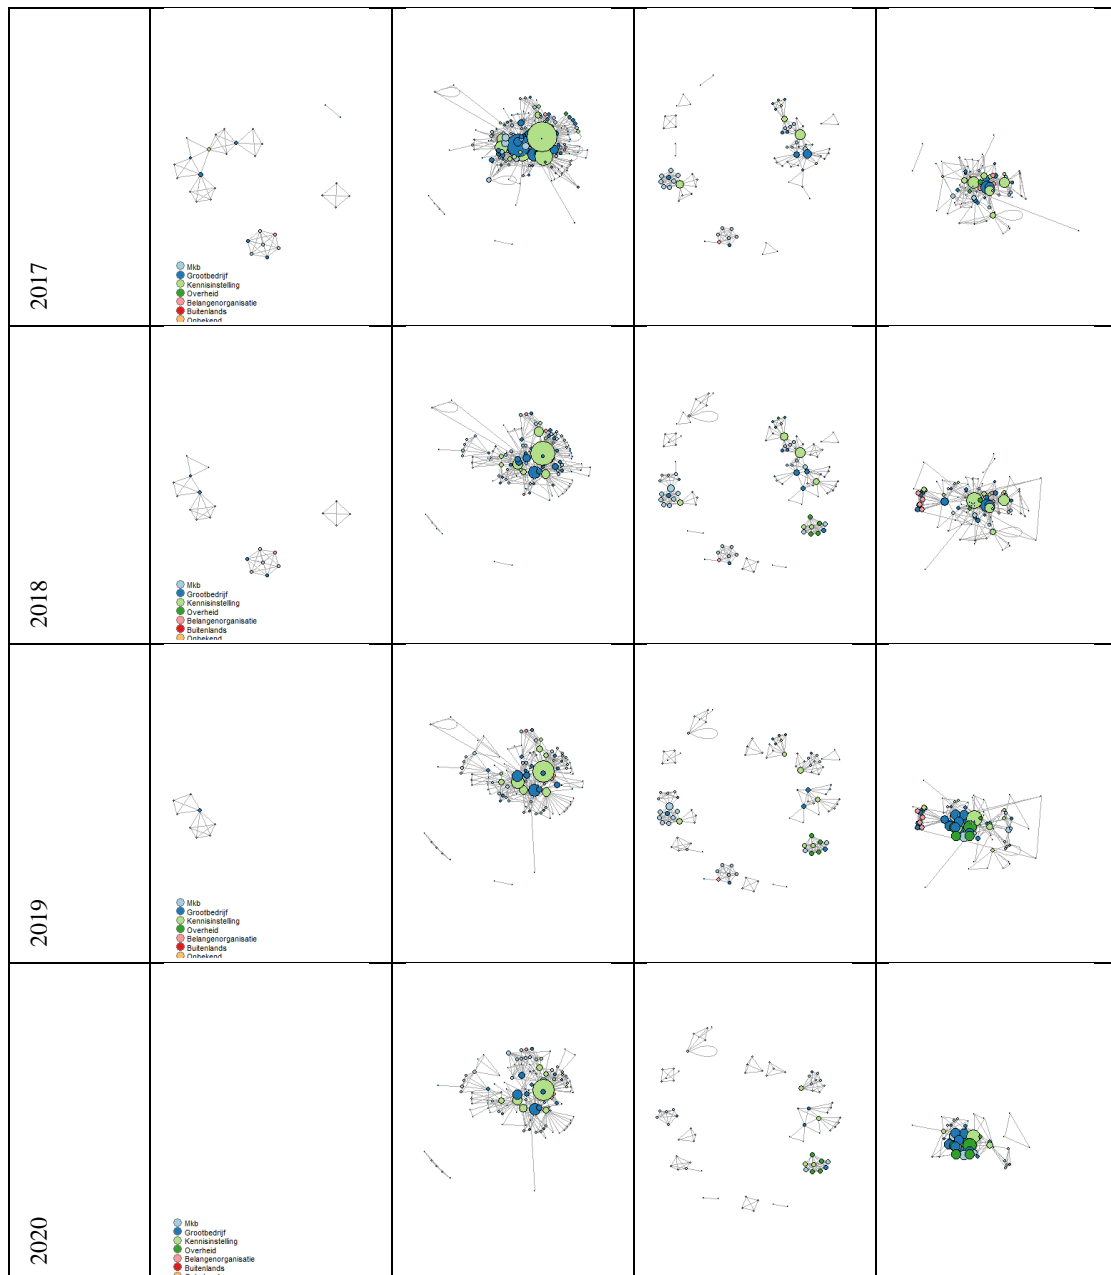 2017
Mkb
Grootbedrijf
Kennisinstelling
Overheid
Belangenorganisatie
Buitenlands
Onbekend
2018
Mkb
Grootbedrijf
Kennisinstelling
Overheid
Belangenorganisatie
Buitenlands
Onbekend
2019
Mkb
Grootbedrijf
Kennisinstelling
Overheid
Belangenorganisatie
Buitenlands
Onbekend
2020
Mkb
Grootbedrijf
Kennisinstelling
Overheid
Belangenorganisatie
Buitenlands